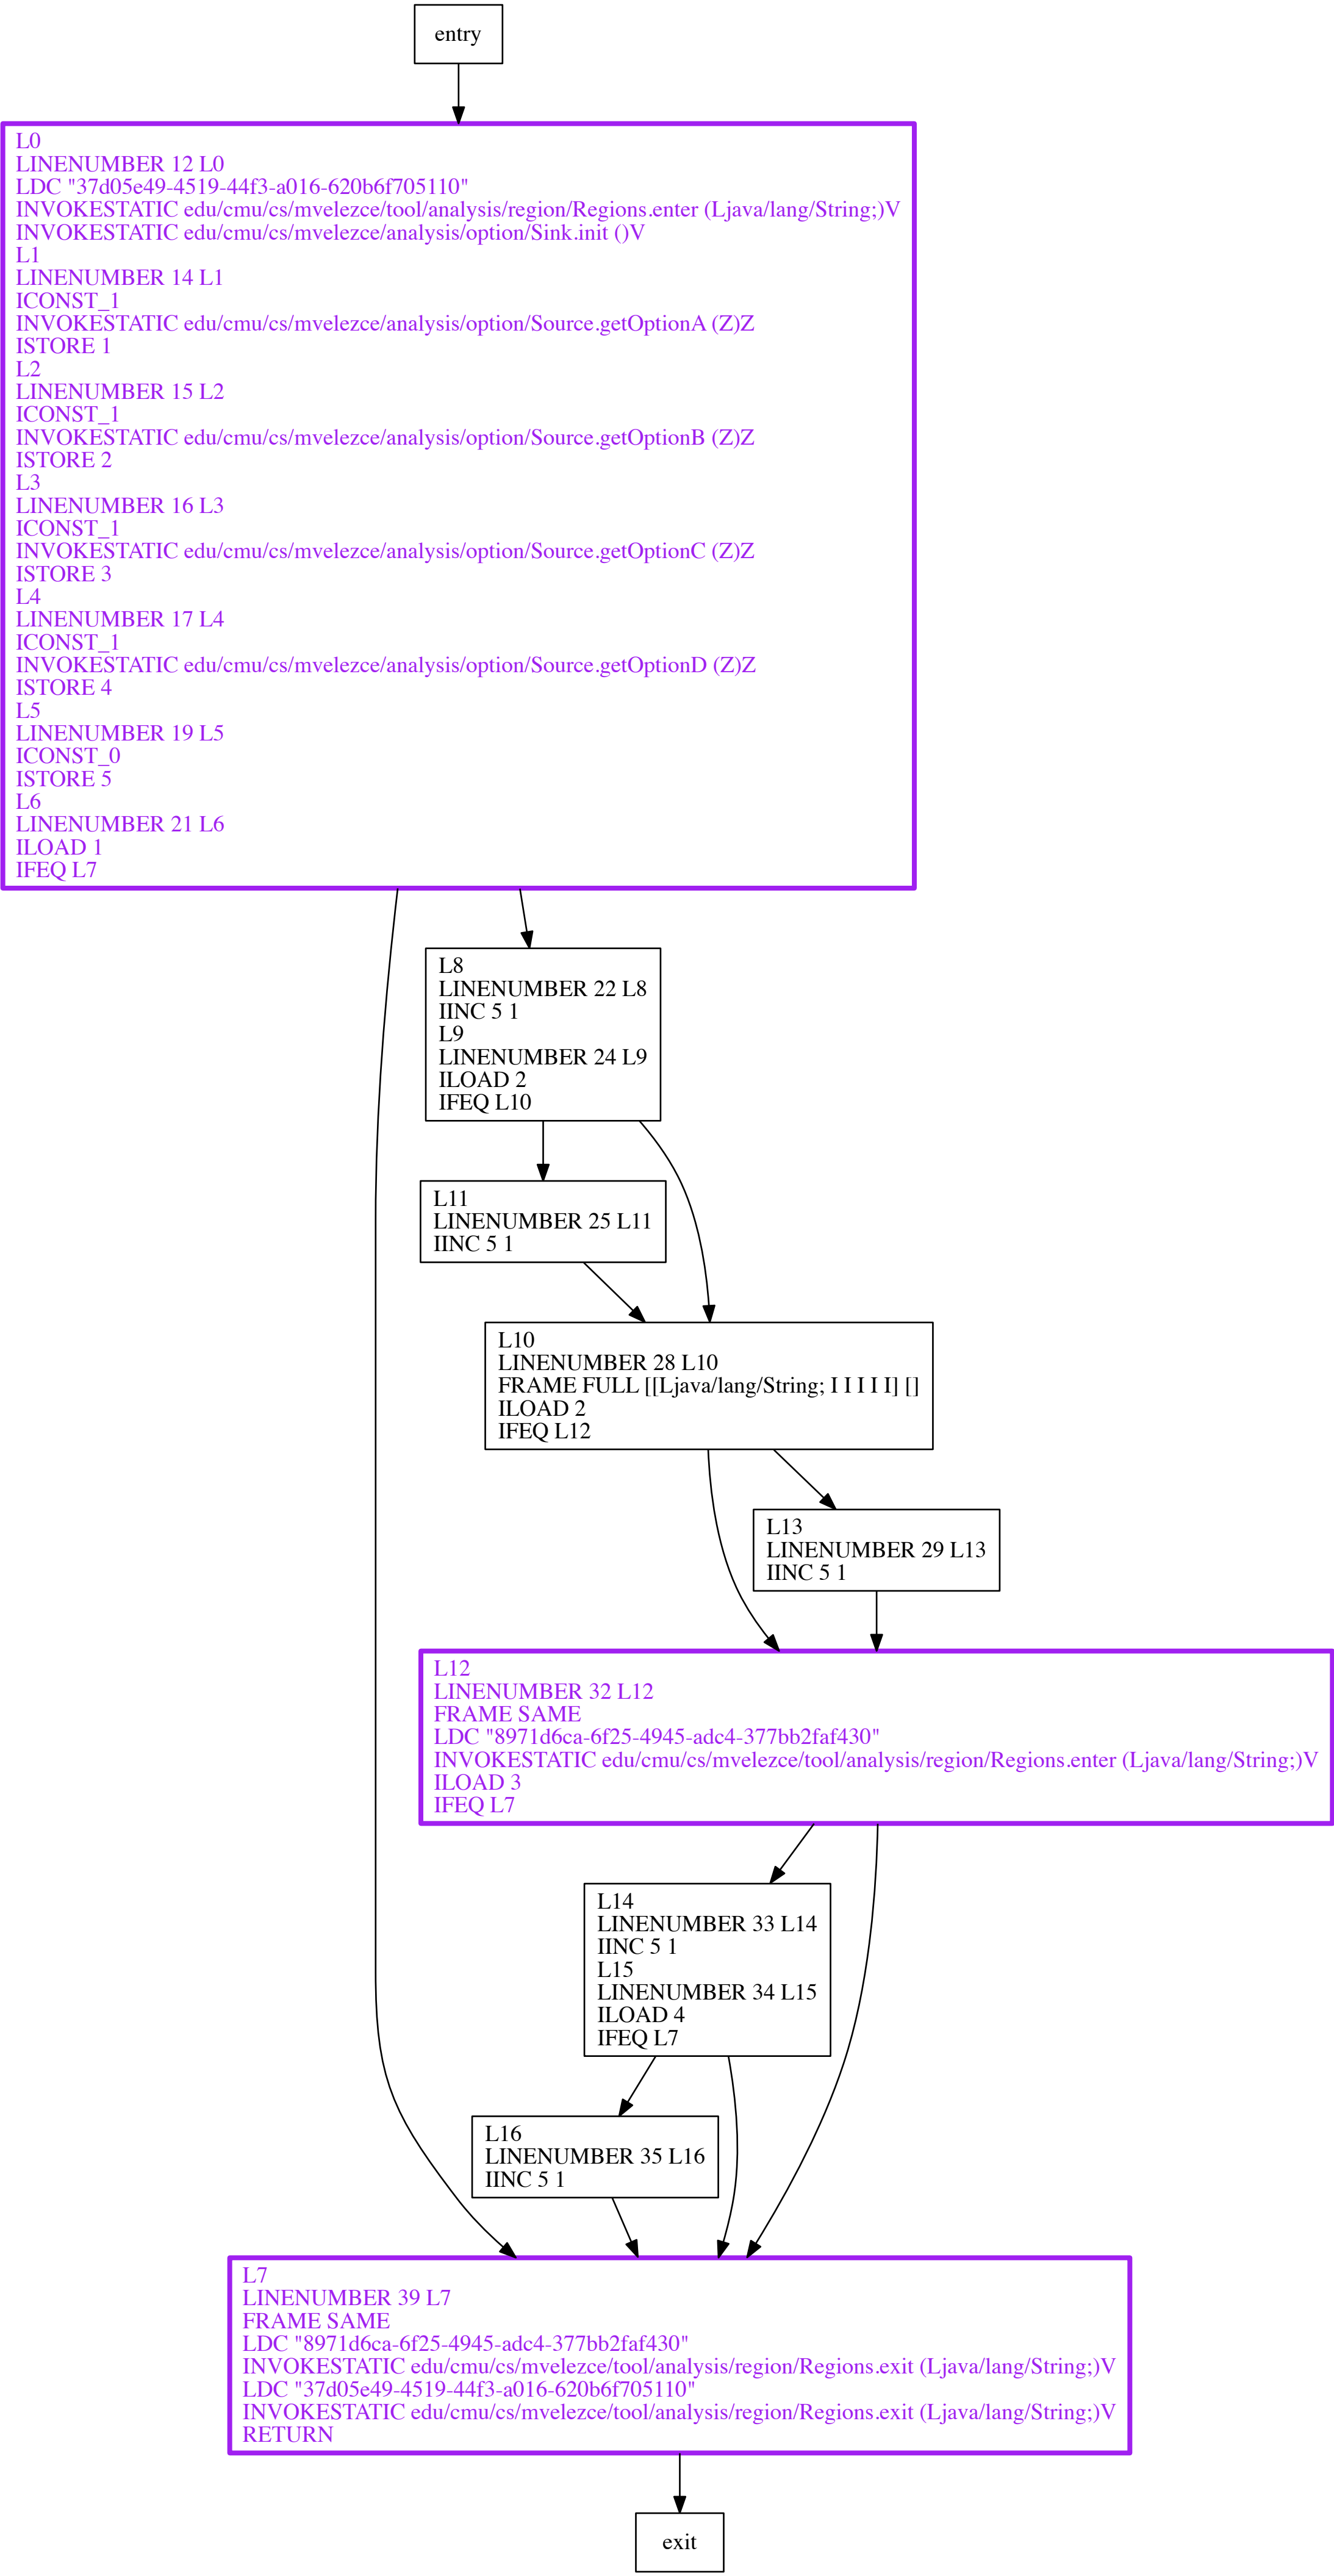 entry
L0
LINENUMBER 12 L0
LDC "37d05e49-4519-44f3-a016-620b6f705110"
INVOKESTATIC edu/cmu/cs/mvelezce/tool/analysis/region/Regions.enter (Ljava/lang/String;)V
INVOKESTATIC edu/cmu/cs/mvelezce/analysis/option/Sink.init ()V
L1
LINENUMBER 14 L1
ICONST_1
INVOKESTATIC edu/cmu/cs/mvelezce/analysis/option/Source.getOptionA (Z)Z
ISTORE 1
L2
LINENUMBER 15 L2
ICONST_1
INVOKESTATIC edu/cmu/cs/mvelezce/analysis/option/Source.getOptionB (Z)Z
ISTORE 2
L3
LINENUMBER 16 L3
ICONST_1
INVOKESTATIC edu/cmu/cs/mvelezce/analysis/option/Source.getOptionC (Z)Z
ISTORE 3
L4
LINENUMBER 17 L4
ICONST_1
INVOKESTATIC edu/cmu/cs/mvelezce/analysis/option/Source.getOptionD (Z)Z
ISTORE 4
L5
LINENUMBER 19 L5
ICONST_0
ISTORE 5
L6
LINENUMBER 21 L6
ILOAD 1
IFEQ L7
L8
LINENUMBER 22 L8
IINC 5 1
L9
LINENUMBER 24 L9
ILOAD 2
IFEQ L10
L11
LINENUMBER 25 L11
IINC 5 1
L10
LINENUMBER 28 L10
FRAME FULL [[Ljava/lang/String; I I I I I] []
ILOAD 2
IFEQ L12
L13
LINENUMBER 29 L13
IINC 5 1
L12
LINENUMBER 32 L12
FRAME SAME
LDC "8971d6ca-6f25-4945-adc4-377bb2faf430"
INVOKESTATIC edu/cmu/cs/mvelezce/tool/analysis/region/Regions.enter (Ljava/lang/String;)V
ILOAD 3
IFEQ L7
L14
LINENUMBER 33 L14
IINC 5 1
L15
LINENUMBER 34 L15
ILOAD 4
IFEQ L7
L16
LINENUMBER 35 L16
IINC 5 1
L7
LINENUMBER 39 L7
FRAME SAME
LDC "8971d6ca-6f25-4945-adc4-377bb2faf430"
INVOKESTATIC edu/cmu/cs/mvelezce/tool/analysis/region/Regions.exit (Ljava/lang/String;)V
LDC "37d05e49-4519-44f3-a016-620b6f705110"
INVOKESTATIC edu/cmu/cs/mvelezce/tool/analysis/region/Regions.exit (Ljava/lang/String;)V
RETURN
exit